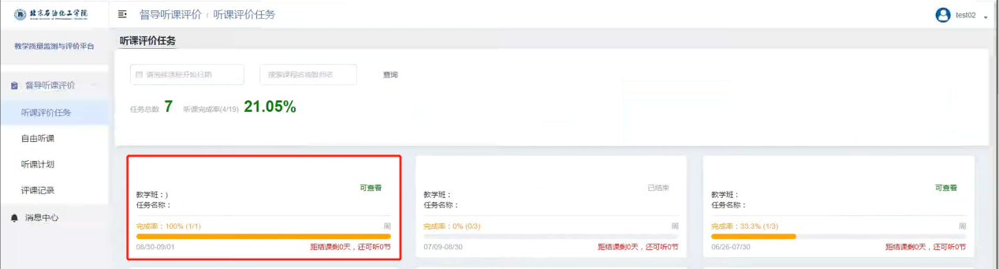 北京石油化工学院
督导听课评价 / 听课评价任务
test02
教学质量监测与评价平台
听课评价任务
请选择课程开始日期
搜索课程名或教师名
查询
督导听课评价
任务总数 7 听课完成率(4/19) 21.05%
听课评价任务
自由听课
听课计划
评课记录
消息中心
可查看
教学班：)
任务名称：
完成率：100% (1/1) 周
08/30-09/01 距结课剩0天，还可听0节
已结束
教学班：
任务名称：
完成率：0% (0/3) 周
07/09-08/30 距结课剩0天，还可听0节
可查看
教学班：
任务名称：
完成率：33.3% (1/3) 周
06/26-07/30 距结课剩0天，还可听0节